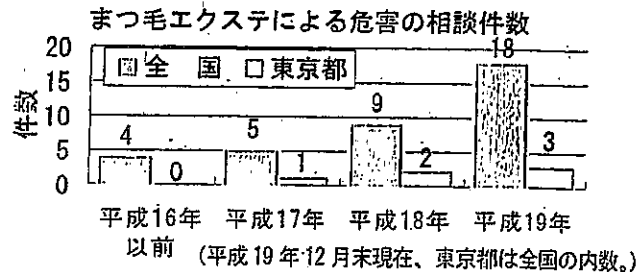 まつ毛エクステによる危害の相談件数
全 国 東京都
件数
20
15
10
5
0
4 0 5 1 9 2 18 3
平成16年 平成17年 平成18年 平成19年
以前 (平成19年12月末現在、東京都は全国の内数。)